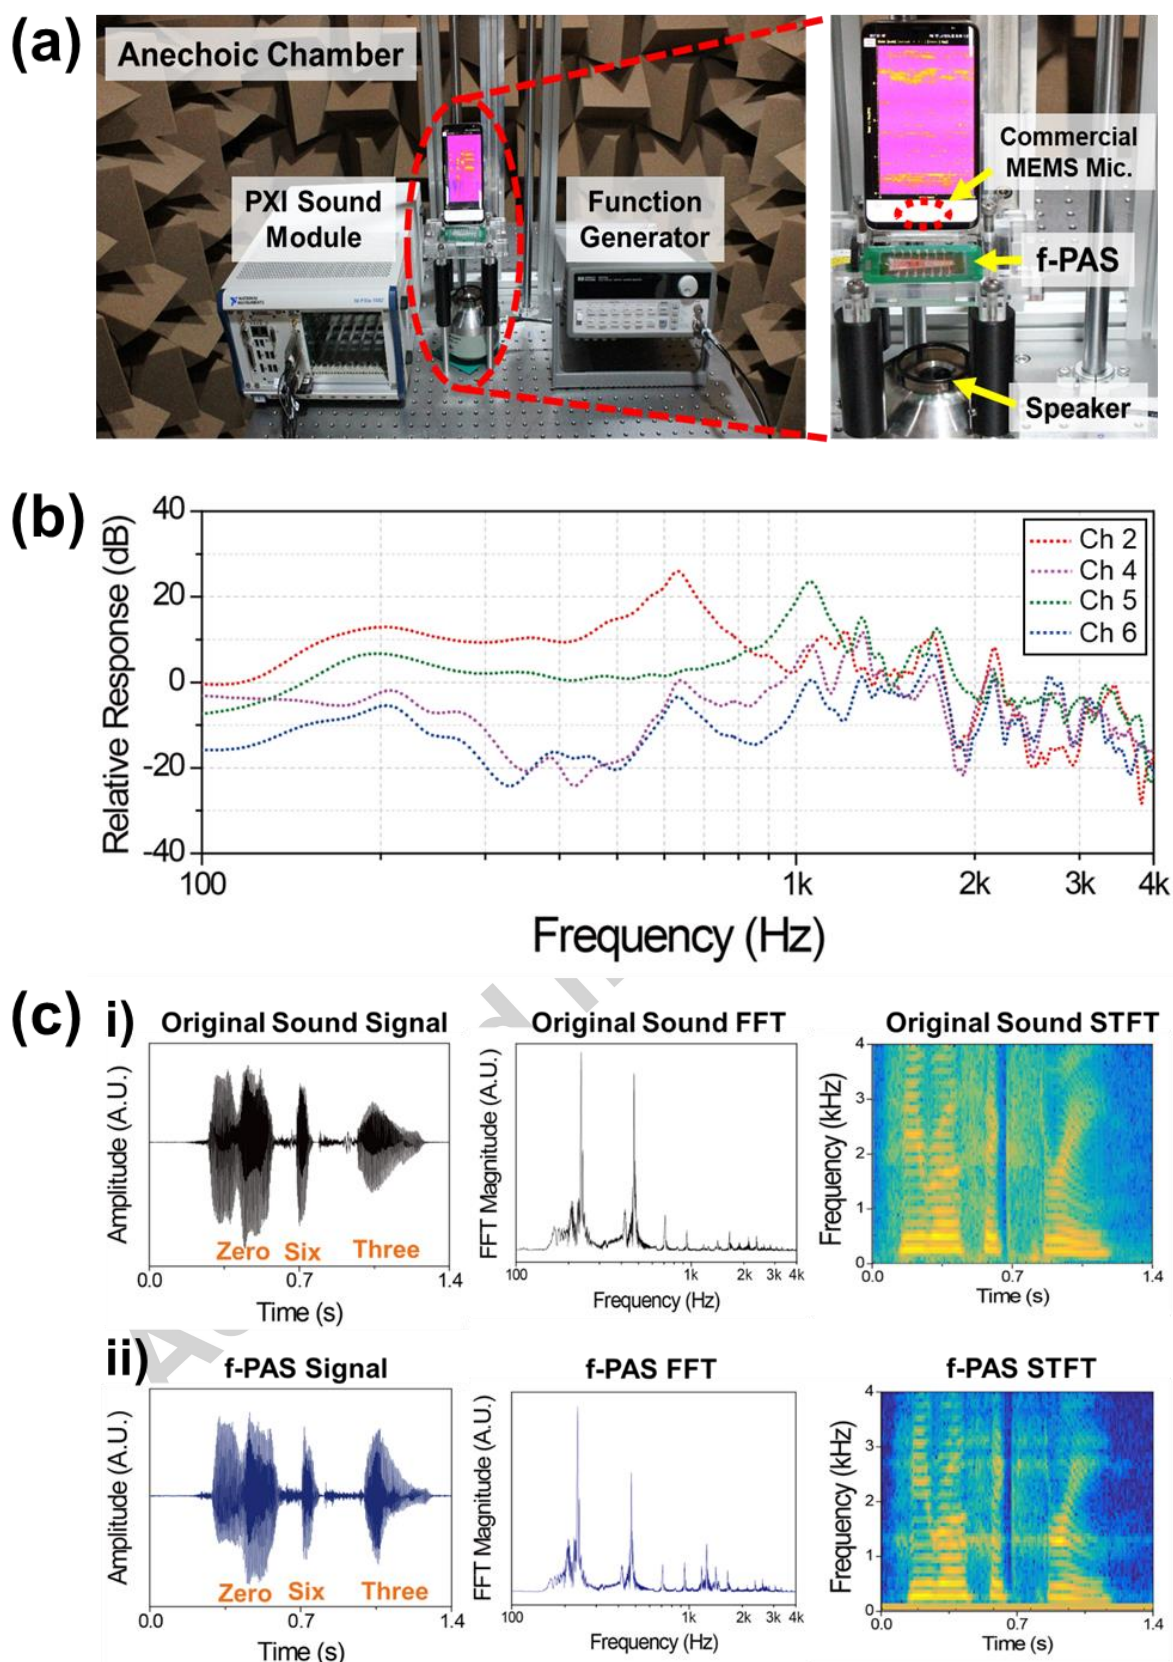 (a)
Anechoic Chamber
PXI Sound
Module
Function
Generator
NATIONAL
INSTRUMENTS
Commercial
MEMS Mic.
f-PAS
Speaker
(b)
Relative Response (dB)
40
20
0
-20
-40
Ch 2
Ch 4
Ch 5
Ch 6
100
1k
2k
3k
4k
Frequency (Hz)
(c)
i)
Original Sound Signal
Amplitude (A.U.)
Zero
Six
Three
0.0
0.7
1.4
Time (s)
Original Sound FFT
FFT Magnitude (A.U.)
100
1k
2k
3k
4k
Frequency (Hz)
Original Sound STFT
Frequency (kHz)
4
3
2
1
0
0.0
0.7
1.4
Time (s)
ii)
f-PAS Signal
Amplitude (A.U.)
Zero
Six
Three
0.0
0.7
1.4
Time (s)
f-PAS FFT
FFT Magnitude (A.U.)
100
1k
2k
3k
4k
Frequency (Hz)
f-PAS STFT
Frequency (kHz)
4
3
2
1
0
0.0
0.7
1.4
Time (s)